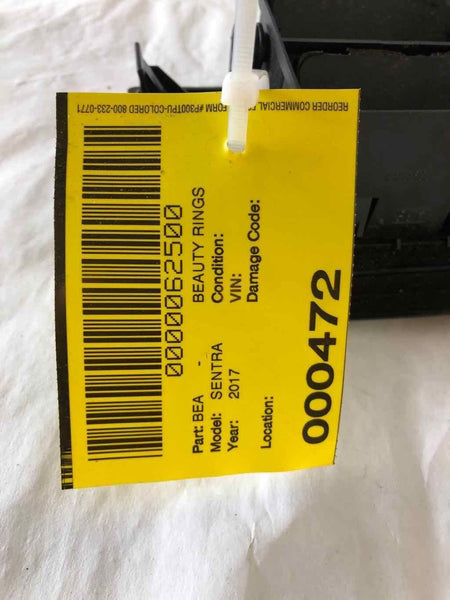 REORDER COMMERCIAL
FORM #P300TPU-COLORED 800-233-0771
0000062500
Part: BEA - BEAUTY RINGS
Model: SENTRA Condition:
Year: 2017 VIN:
Damage Code:
Location:
000472